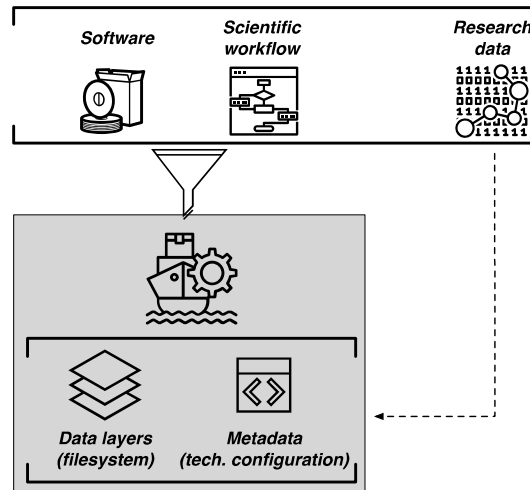 Software
Scientific
workflow
Research
data
Data layers
(filesystem)
Metadata
(tech. configuration)